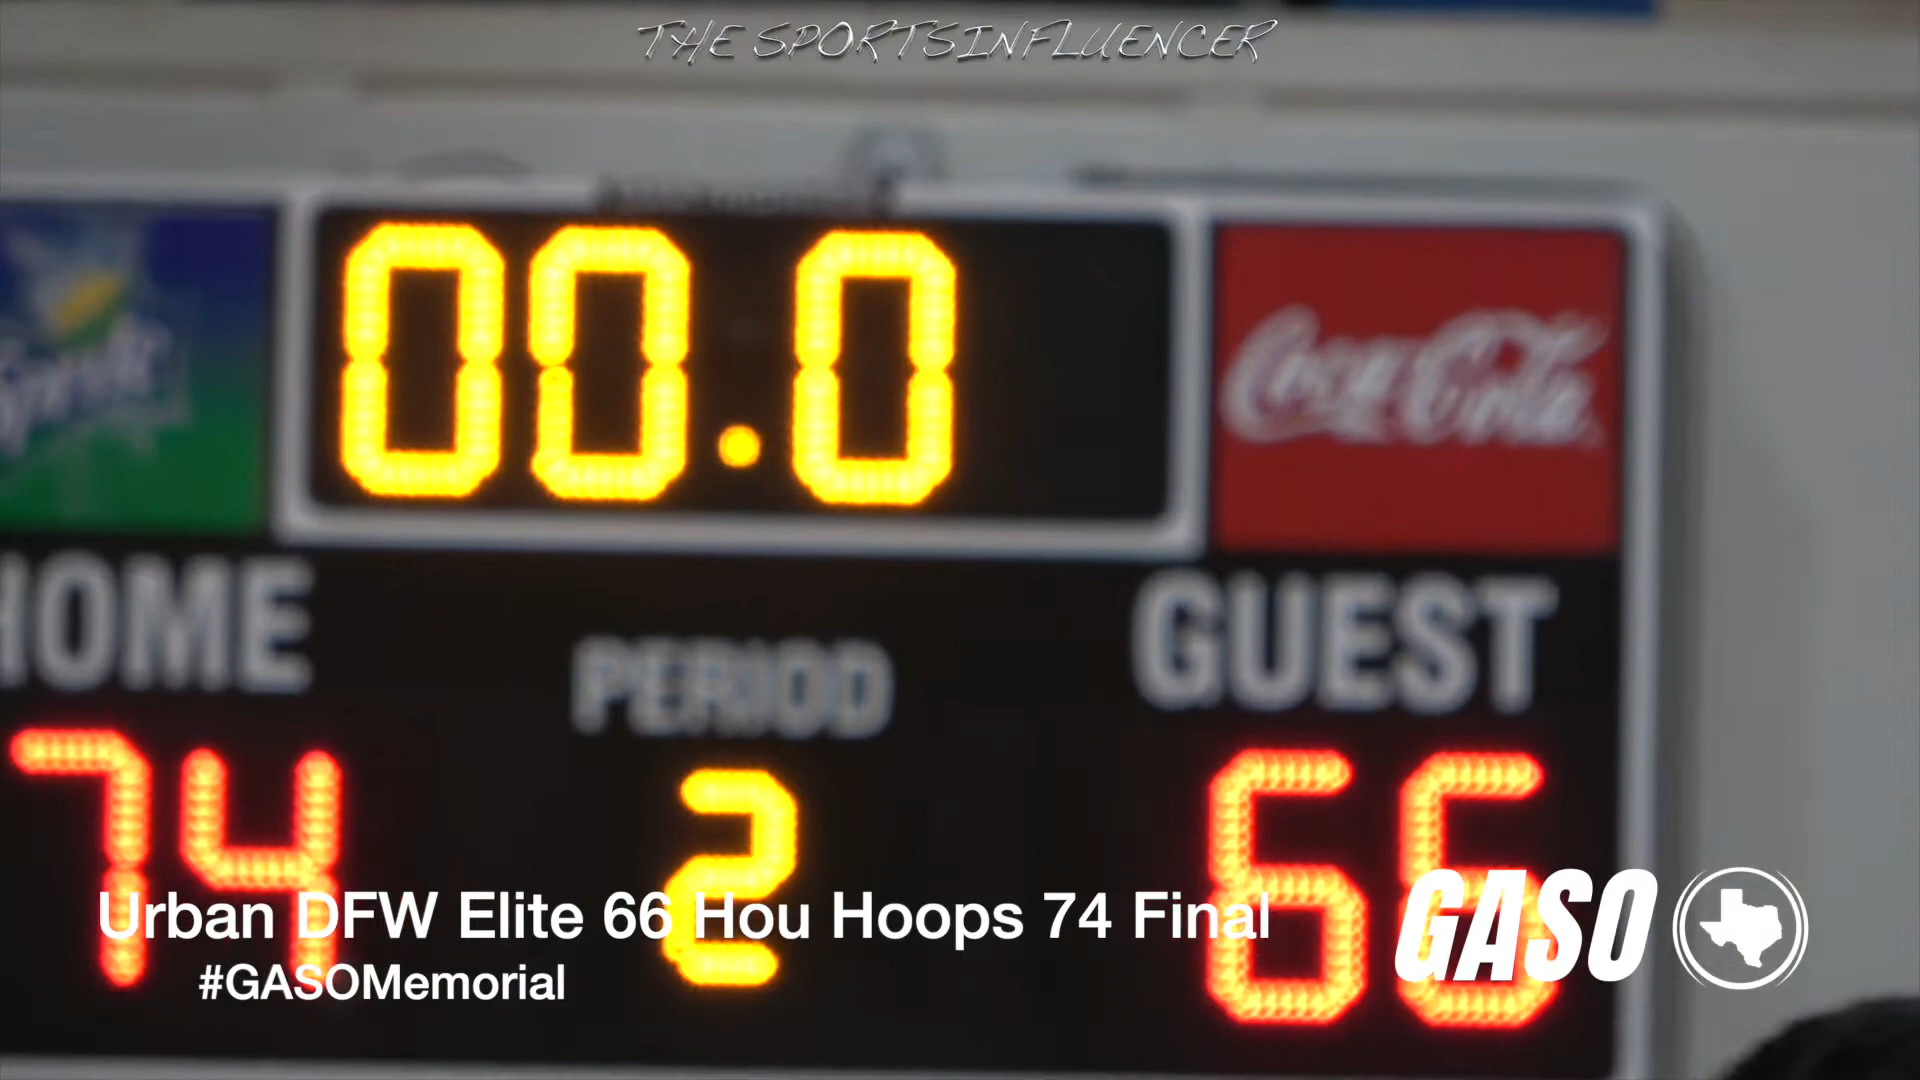 THE SPORTSINFLUENCER
00.0
Sprite
Coca-Cola
HOME
PERIOD
GUEST
74
2
66
Urban DFW Elite 66 Hou Hoops 74 Final
#GASOMemorial
GASO